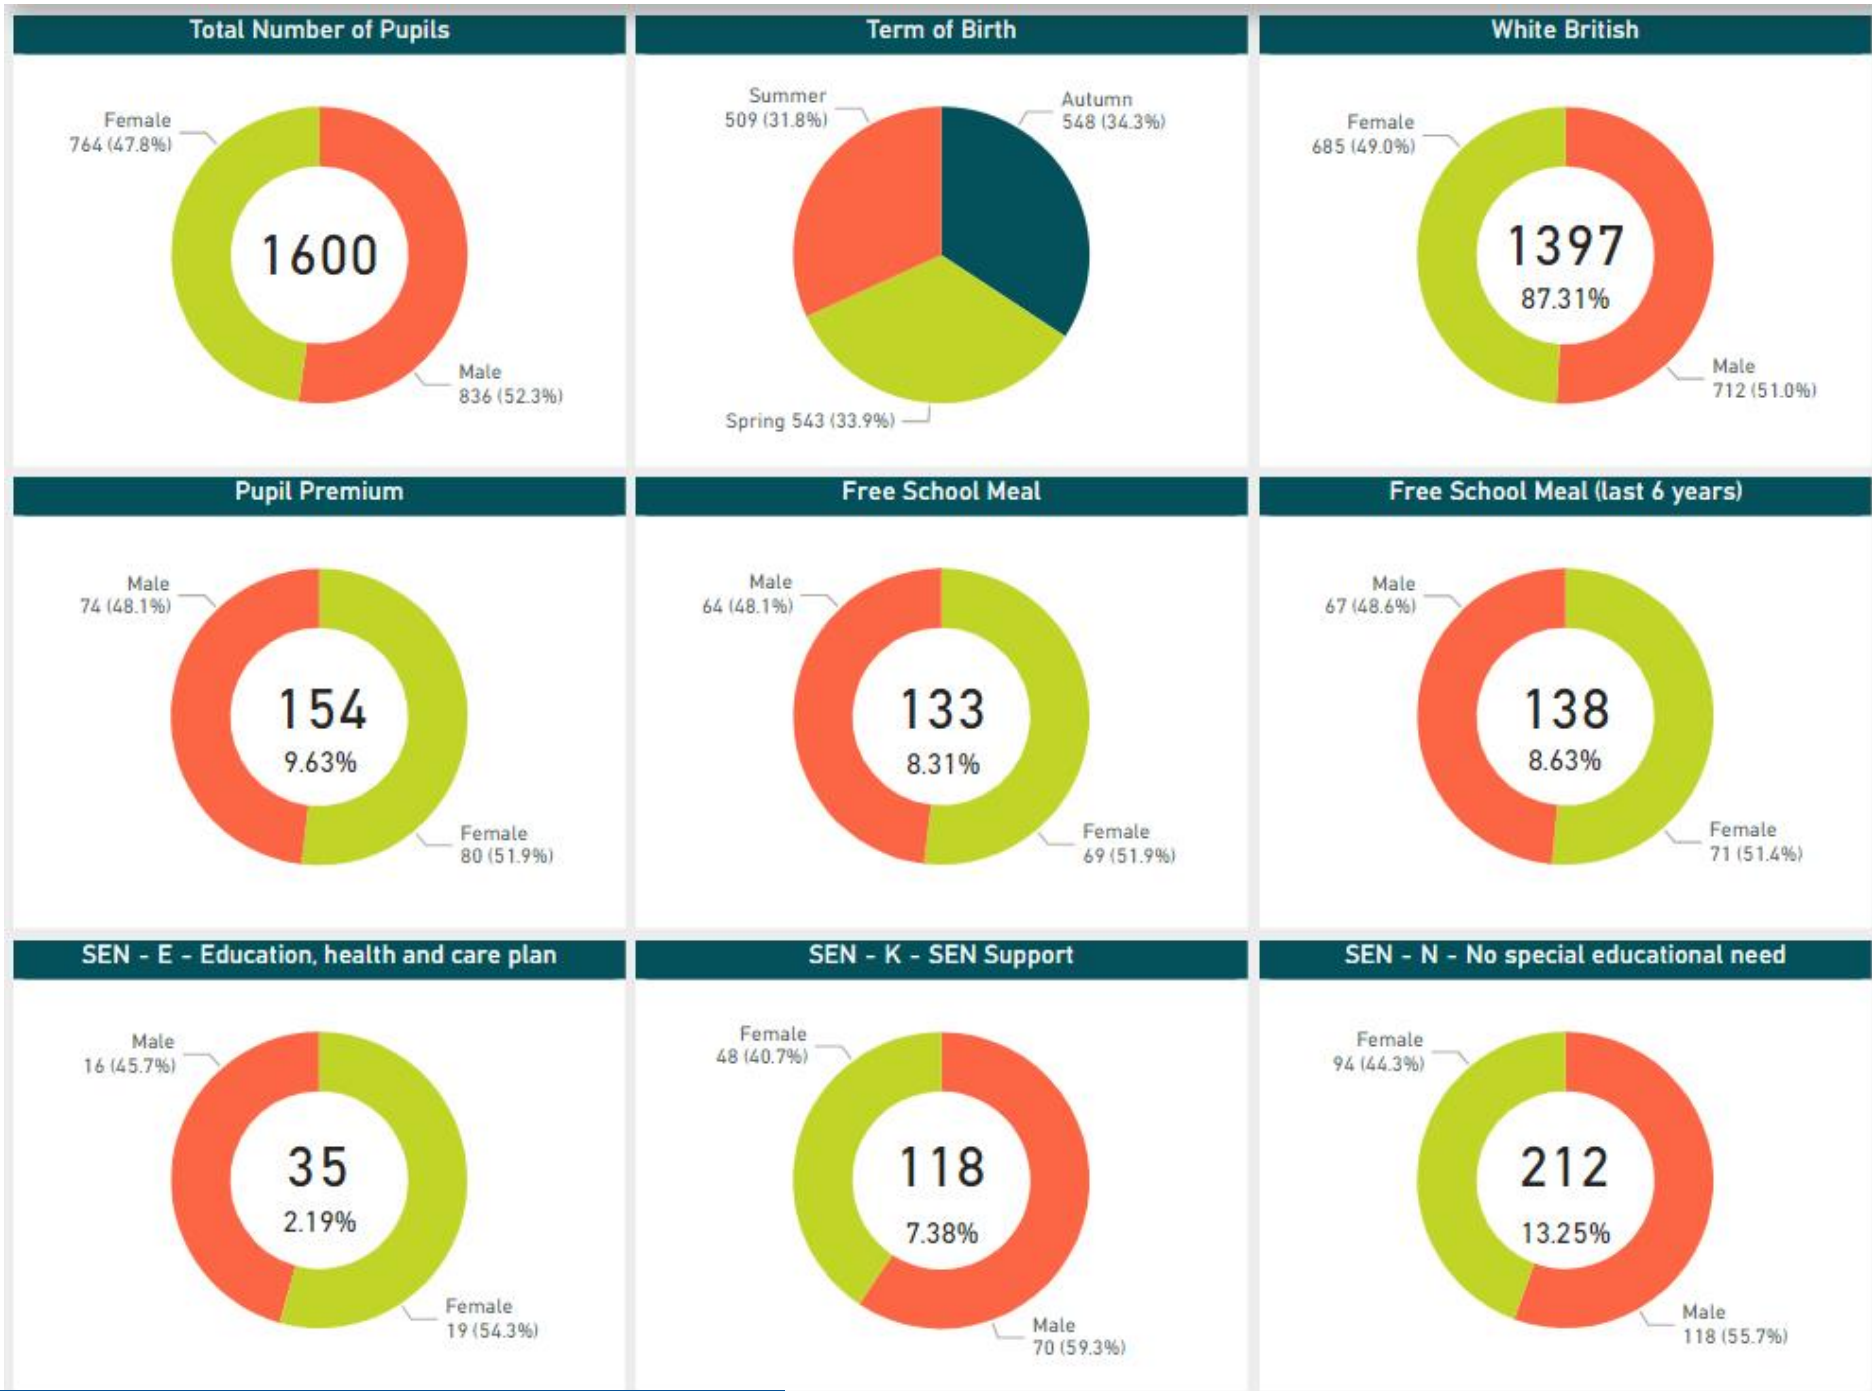 Total Number of Pupils
Female
764 (47.8%)
1600
Male
836 (52.3%)
Term of Birth
Summer
509 (31.8%)
Autumn
548 (34.3%)
Spring 543 (33.9%)
White British
Female
685 (49.0%)
1397
87.31%
Male
712 (51.0%)
Pupil Premium
Male
74 (48.1%)
154
9.63%
Female
80 (51.9%)
Free School Meal
Male
64 (48.1%)
133
8.31%
Female
69 (51.9%)
Free School Meal (last 6 years)
Male
67 (48.6%)
138
8.63%
Female
71 (51.4%)
SEN - E - Education, health and care plan
Male
16 (45.7%)
35
2.19%
Female
19 (54.3%)
SEN - K - SEN Support
Female
48 (40.7%)
118
7.38%
Male
70 (59.3%)
SEN - N - No special educational need
Female
94 (44.3%)
212
13.25%
Male
118 (55.7%)